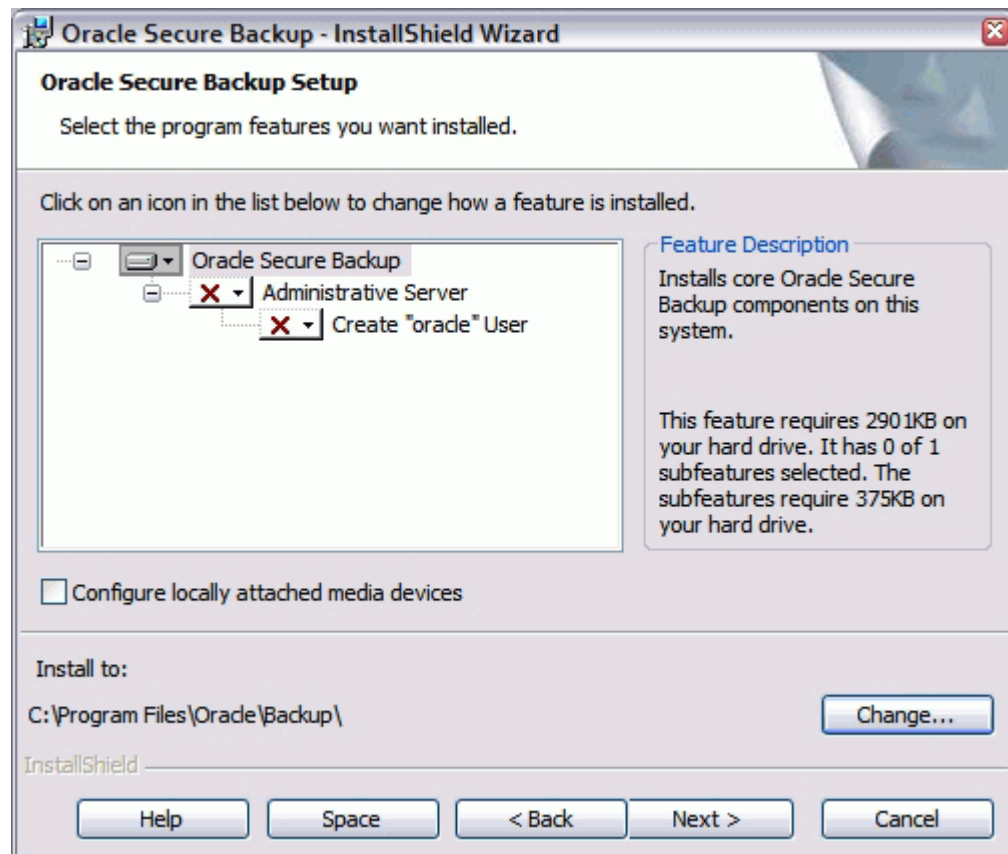 Oracle Secure Backup - InstallShield Wizard
Oracle Secure Backup Setup
Select the program features you want installed.
Click on an icon in the list below to change how a feature is installed.
Oracle Secure Backup
Administrative Server
Create "oracle" User
Feature Description
Installs core Oracle Secure
Backup components on this
system.
This feature requires 2901KB on
your hard drive. It has 0 of 1
subfeatures selected. The
subfeatures require 375KB on
your hard drive.
Configure locally attached media devices
Install to:
C:\Program Files\Oracle\Backup\
Change...
InstallShield
Help
Space
< Back
Next >
Cancel